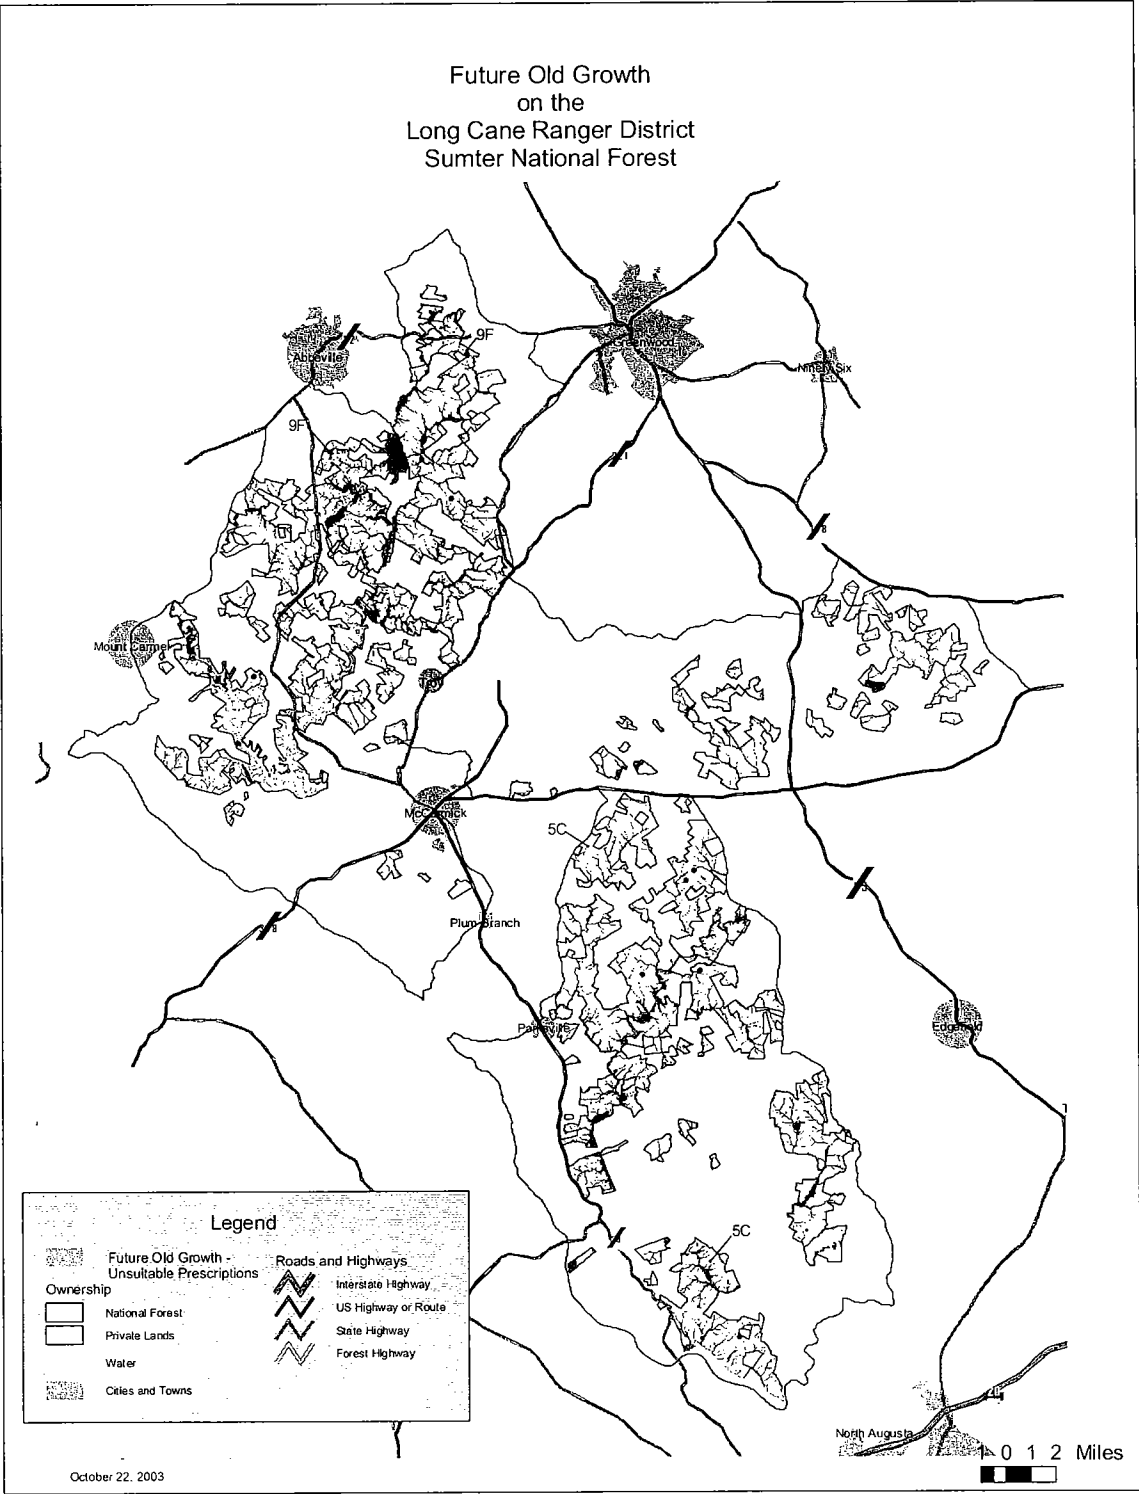 Future Old Growth
on the
Long Cane Ranger District
Sumter National Forest
9F
Abbeville
Greenwood
Ninety Six
9F
Mount Carmel
Troy
McCormick
5C
Plum Branch
Parksville
Edgefield
5C
Legend
Future Old Growth -
Unsuitable Prescriptions
Ownership
National Forest
Private Lands
Water
Cities and Towns
Roads and Highways
Interstate Highway
US Highway or Route
State Highway
Forest Highway
North Augusta
1 0 1 2 Miles
October 22. 2003